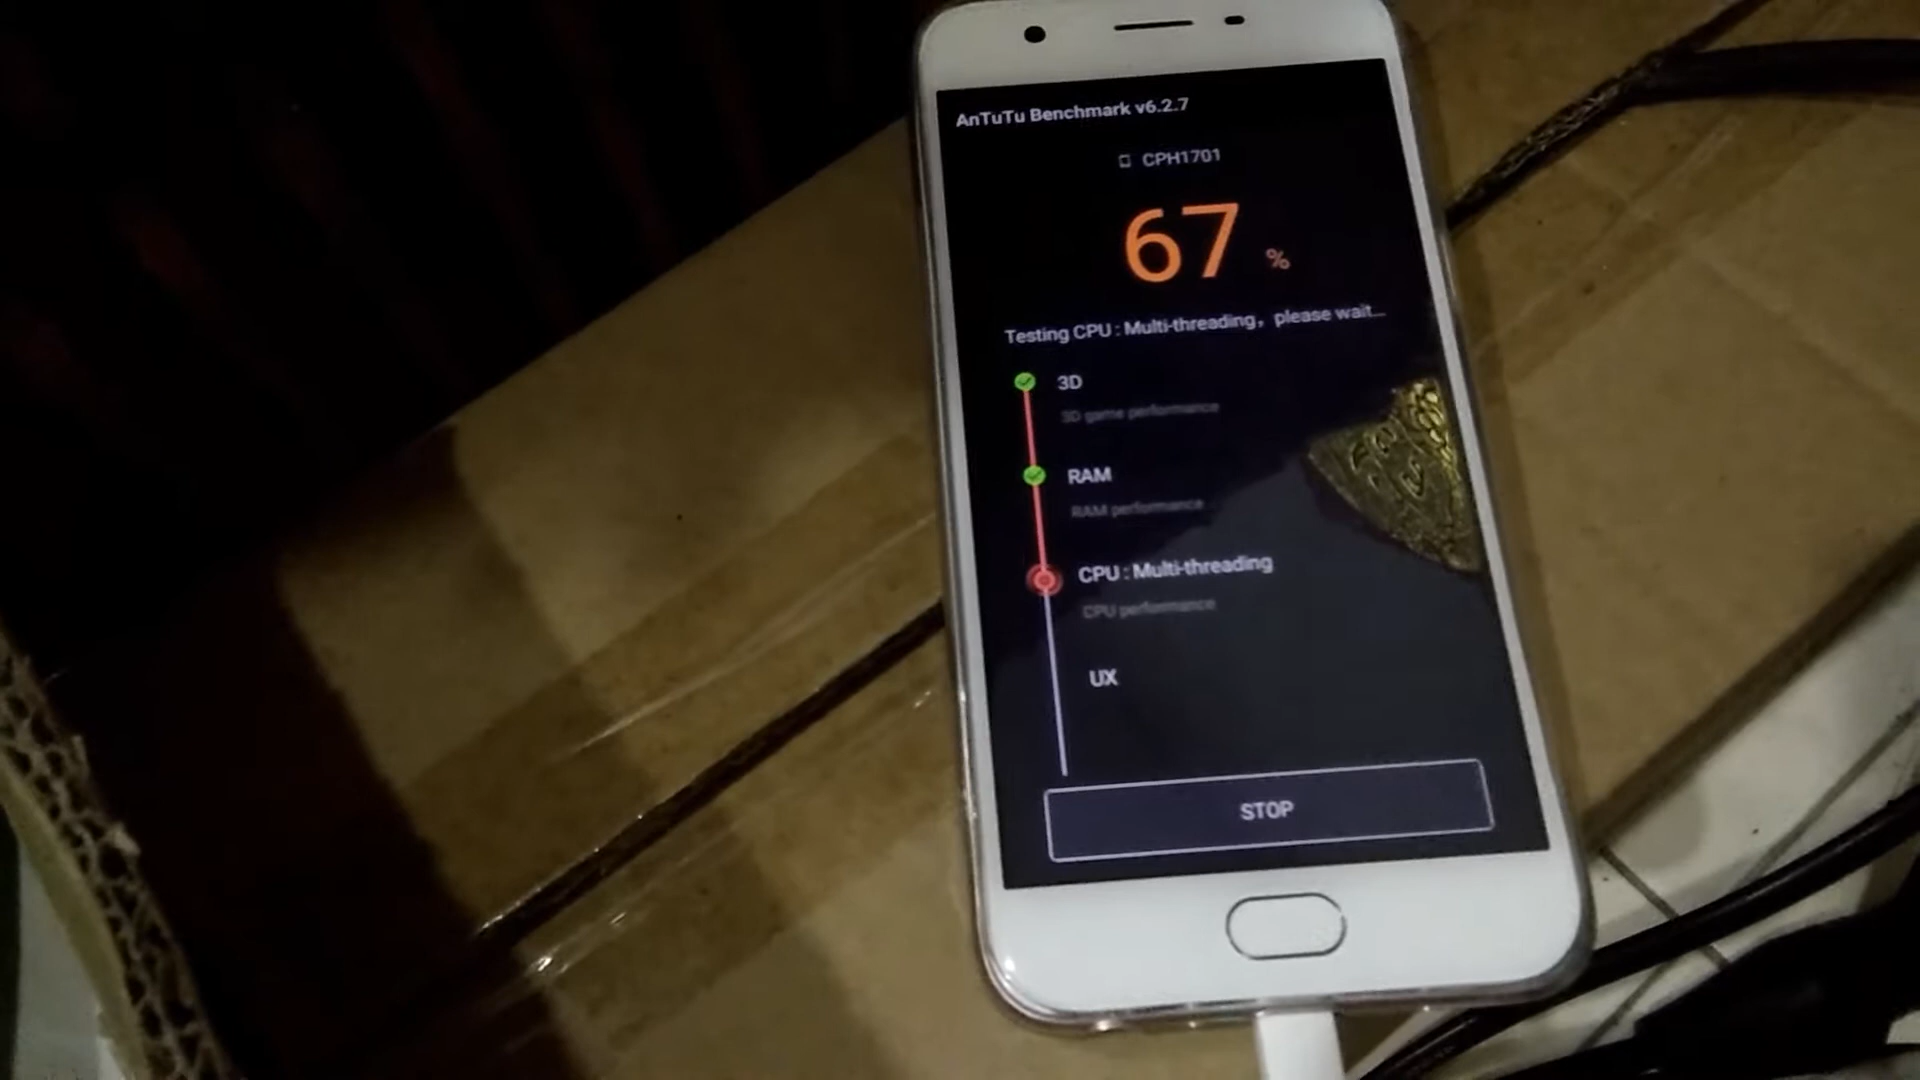 AnTuTu Benchmark v6.2.7
CPH1701
67 %
Testing CPU : Multi-threading，please wait...
3D
3D game performance
RAM
RAM performance
CPU : Multi-threading
CPU performance
UX
STOP